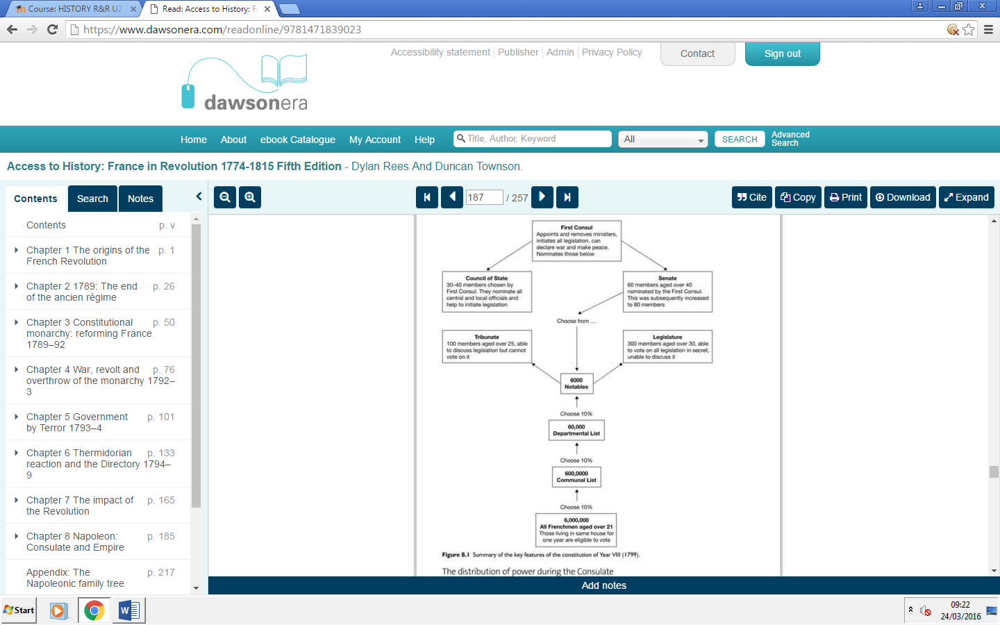 Course: HISTORY R&R U2
Read: Access to History: Fr
https://www.dawsonera.com/readonline/9781471839023
Accessibility statement
Publisher
Admin
Privacy Policy
Contact
Sign out
dawsonera
Home
About
ebook Catalogue
My Account
Help
Title, Author, Keyword
All
SEARCH
Advanced
Search
Access to History: France in Revolution 1774-1815 Fifth Edition - Dylan Rees And Duncan Townson.
Contents
Search
Notes
187 / 257
Cite
Copy
Print
Download
Expand
Contents p. v
Chapter 1 The origins of the p. 1
French Revolution
Chapter 2 1789: The end p. 26
of the ancien régime
Chapter 3 Constitutional p. 50
monarchy: reforming France
1789–92
Chapter 4 War, revolt and p. 76
overthrow of the monarchy 1792–
3
Chapter 5 Government p. 101
by Terror 1793–4
Chapter 6 Thermidorian p. 133
reaction and the Directory 1794–
9
Chapter 7 The impact of p. 165
the Revolution
Chapter 8 Napoleon: p. 185
Consulate and Empire
Appendix: The p. 217
Napoleonic family tree
First Consul
Appoints and removes ministers,
initiates all legislation, can
declare war and make peace.
Nominates those below
Council of State
30–40 members chosen by
First Consul. They nominate all
central and local officials and
help to initiate legislation
Senate
60 members aged over 40
nominated by the First Consul.
This was subsequently increased
to 80 members
Choose from ...
Tribunate
100 members aged over 25, able
to discuss legislation but cannot
vote on it
Legislature
300 members aged over 30, able
to vote on all legislation in secret,
unable to discuss it
6000
Notables
Choose 10%
60,000
Departmental List
Choose 10%
600,0000
Communal List
Choose 10%
6,000,000
All Frenchmen aged over 21
Those living in same house for
one year are eligible to vote
Figure 8.1 Summary of the key features of the constitution of Year VIII (1799).
The distribution of power during the Consulate
Add notes
Start
09:22
24/03/2016